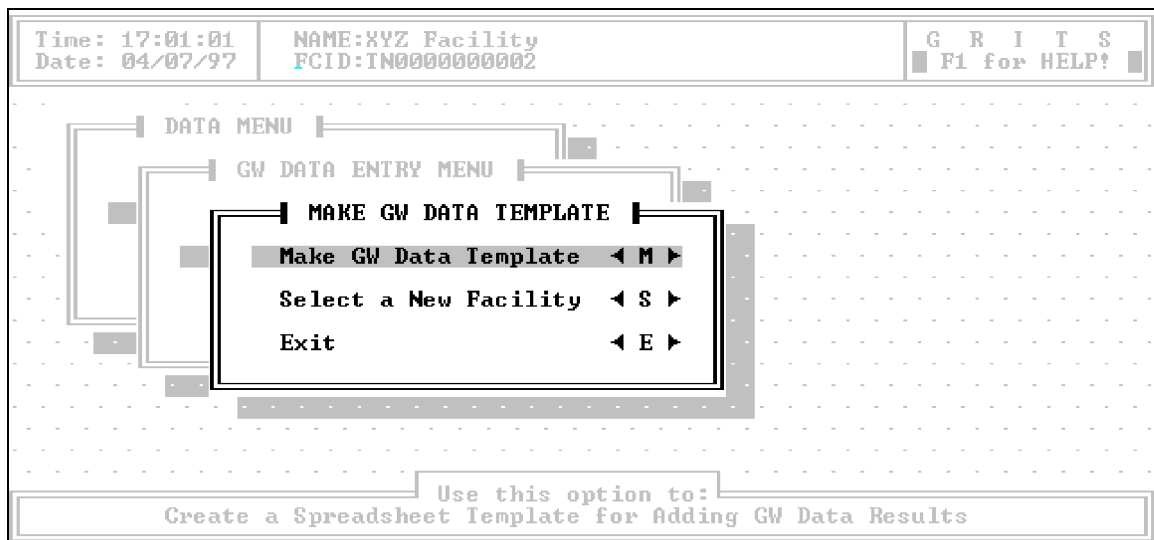 Time: 17:01:01 NAME:XYZ Facility G R I T S
Date: 04/07/97 FCID:TN0000000002 F1 for HELP!
DATA MENU
GW DATA ENTRY MENU
MAKE GW DATA TEMPLATE
Make GW Data Template ◄ M ►
Select a New Facility ◄ S ►
Exit ◄ E ►
Use this option to:
Create a Spreadsheet Template for Adding GW Data Results